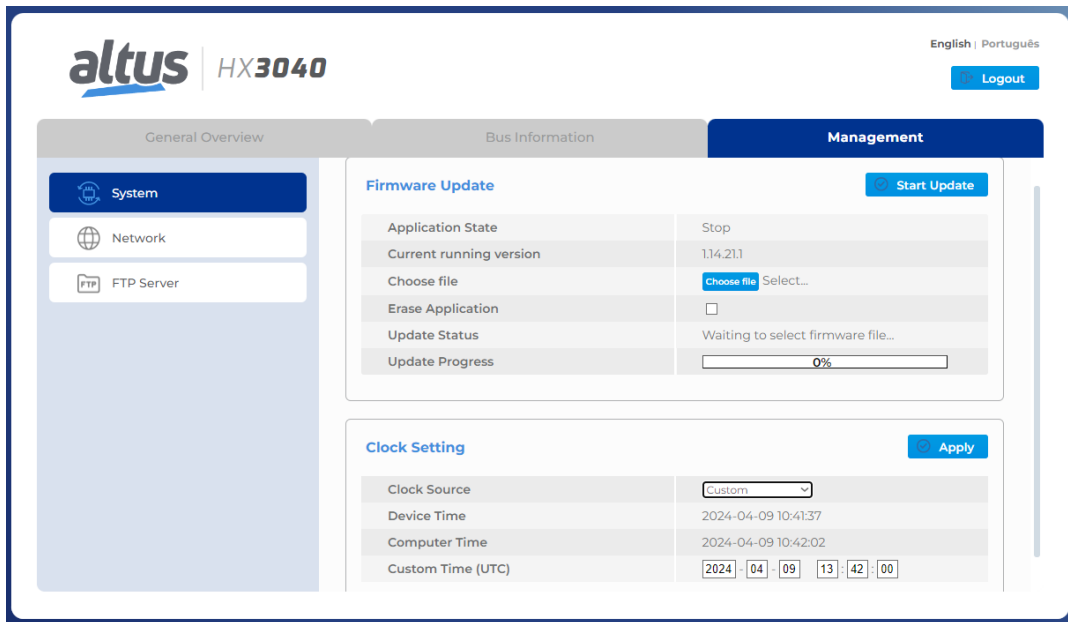 English | Português
altus HX3040
Logout
General Overview Bus Information Management
System
Network
FTP FTP Server
Firmware Update Start Update
Application State Stop
Current running version 1.14.21.1
Choose file Choose file Select...
Erase Application
Update Status Waiting to select firmware file...
Update Progress 0%
Clock Setting Apply
Clock Source Custom
Device Time 2024-04-09 10:41:37
Computer Time 2024-04-09 10:42:02
Custom Time (UTC) 2024 - 04 - 09 13 : 42 : 00